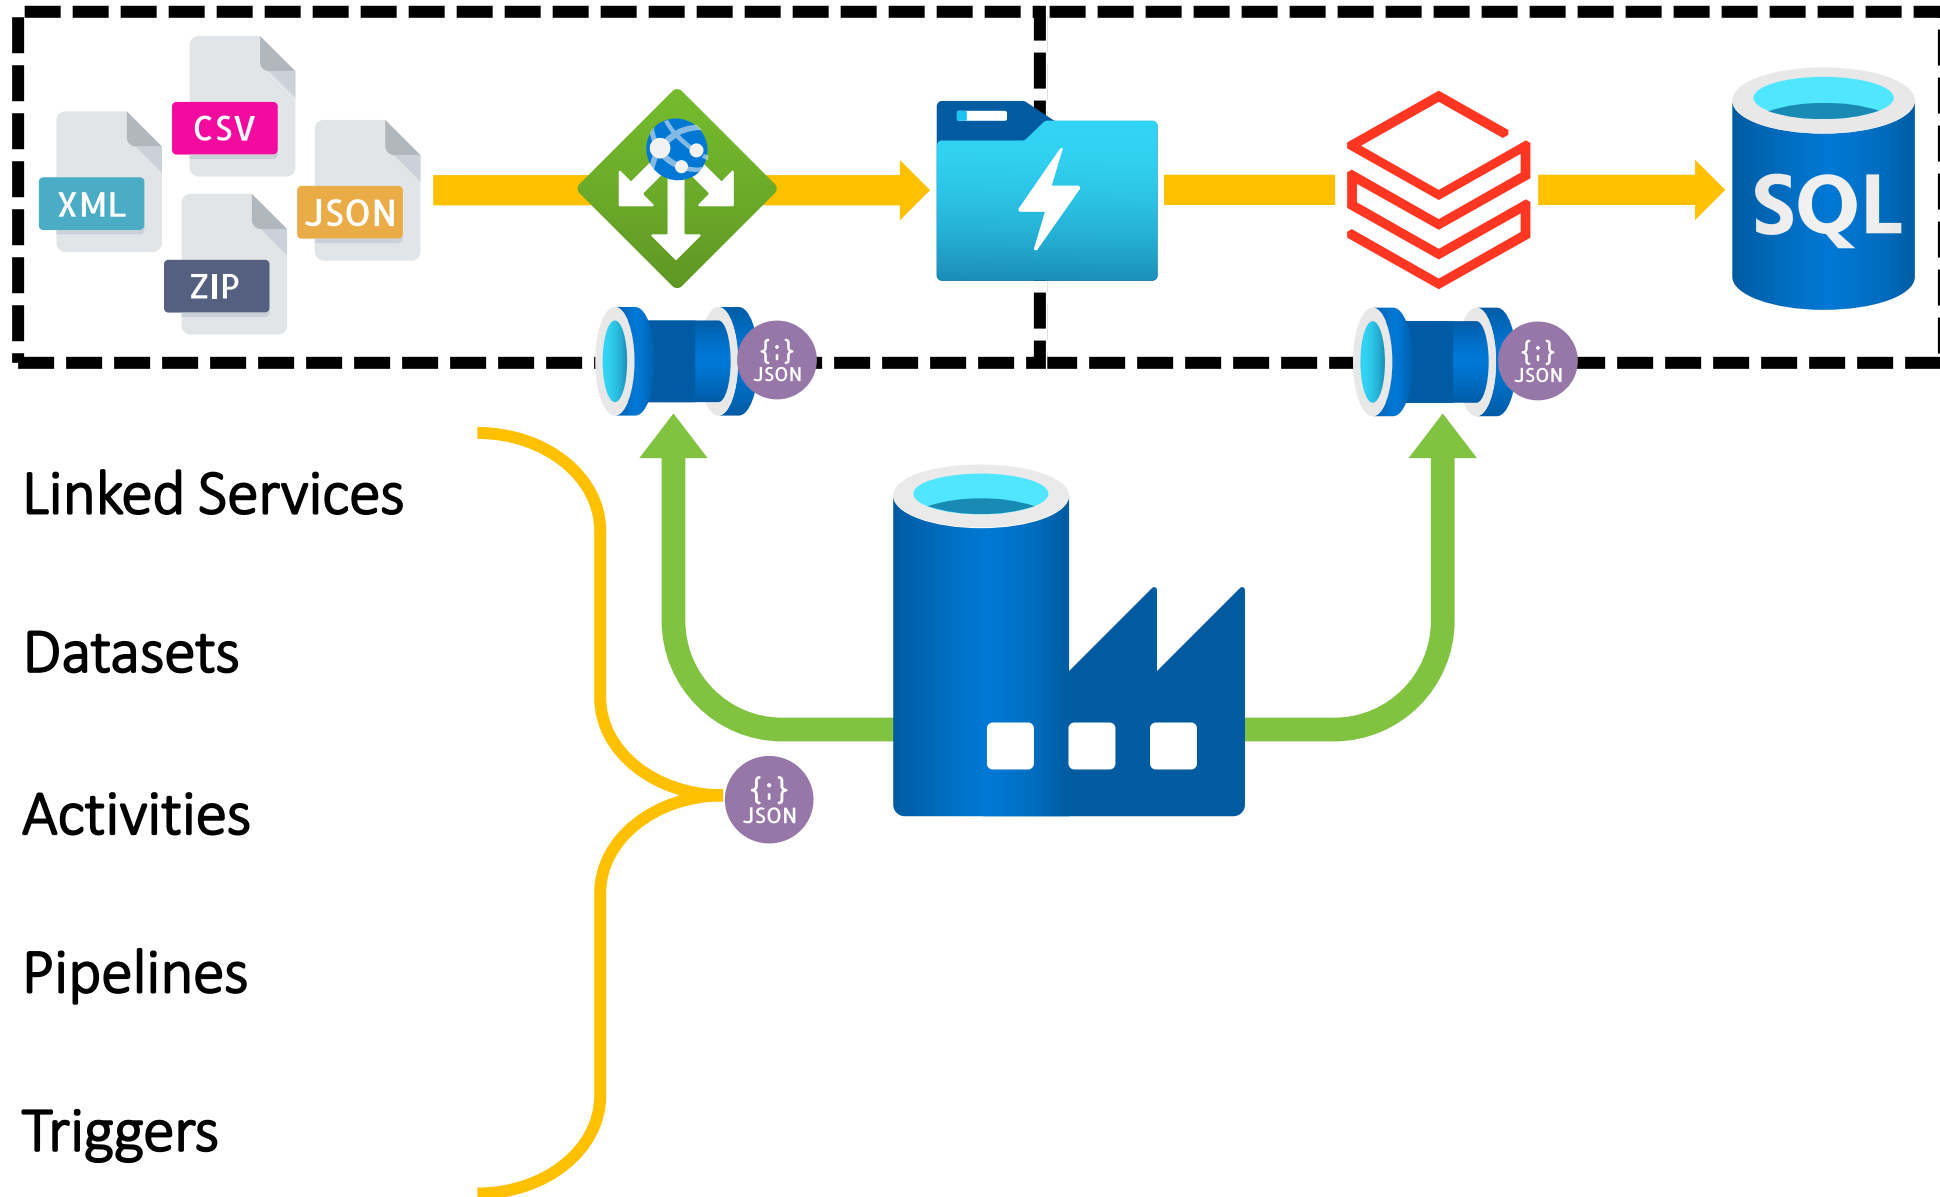 CSV
XML
JSON
ZIP
SQL
{;}
JSON
{;}
JSON
Linked Services
Datasets
Activities
{;}
JSON
Pipelines
Triggers